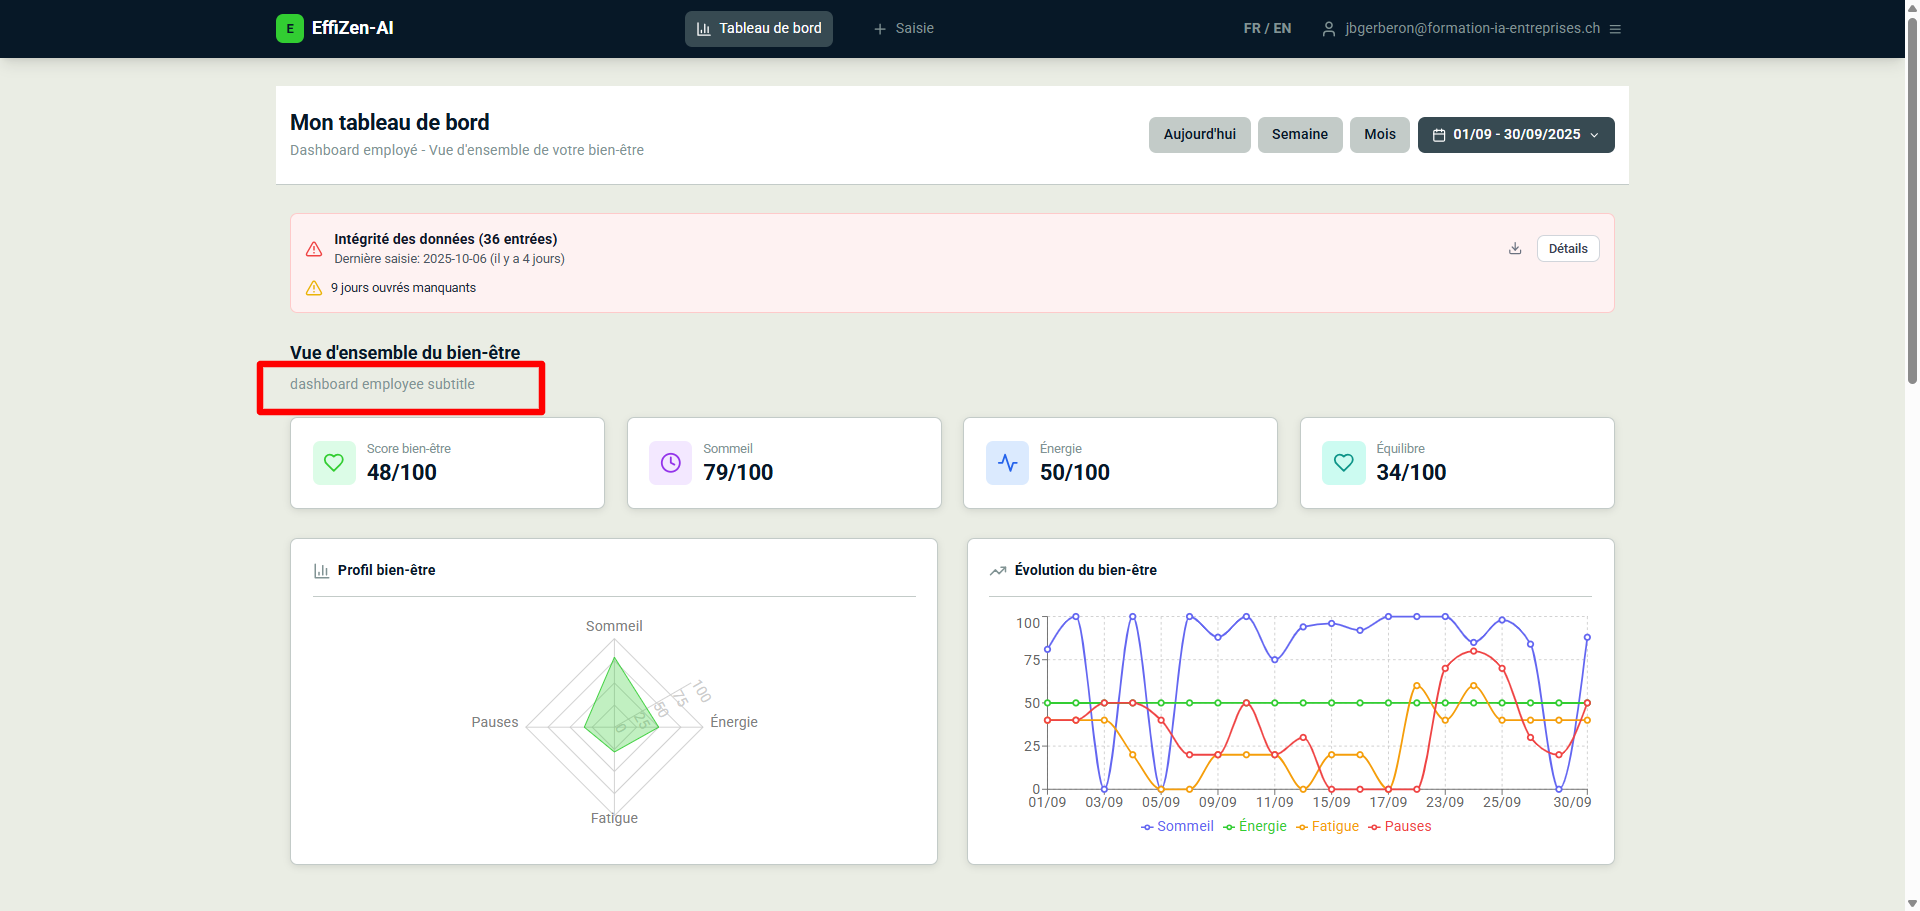 E EffiZen-AI
Tableau de bord
Saisie
FR / EN
jbgerberon@formation-ia-entreprises.ch
Mon tableau de bord
Dashboard employé - Vue d'ensemble de votre bien-être
Aujourd'hui
Semaine
Mois
01/09 - 30/09/2025
Intégrité des données (36 entrées)
Dernière saisie: 2025-10-06 (il y a 4 jours)
Détails
9 jours ouvrés manquants
Vue d'ensemble du bien-être
dashboard employee subtitle
Score bien-être
48/100
Sommeil
79/100
Énergie
50/100
Équilibre
34/100
Profil bien-être
Sommeil
Énergie
Fatigue
Pauses
0 25 50 75 100
Évolution du bien-être
100
75
50
25
0
01/09 03/09 05/09 09/09 11/09 15/09 17/09 23/09 25/09 30/09
Sommeil Énergie Fatigue Pauses